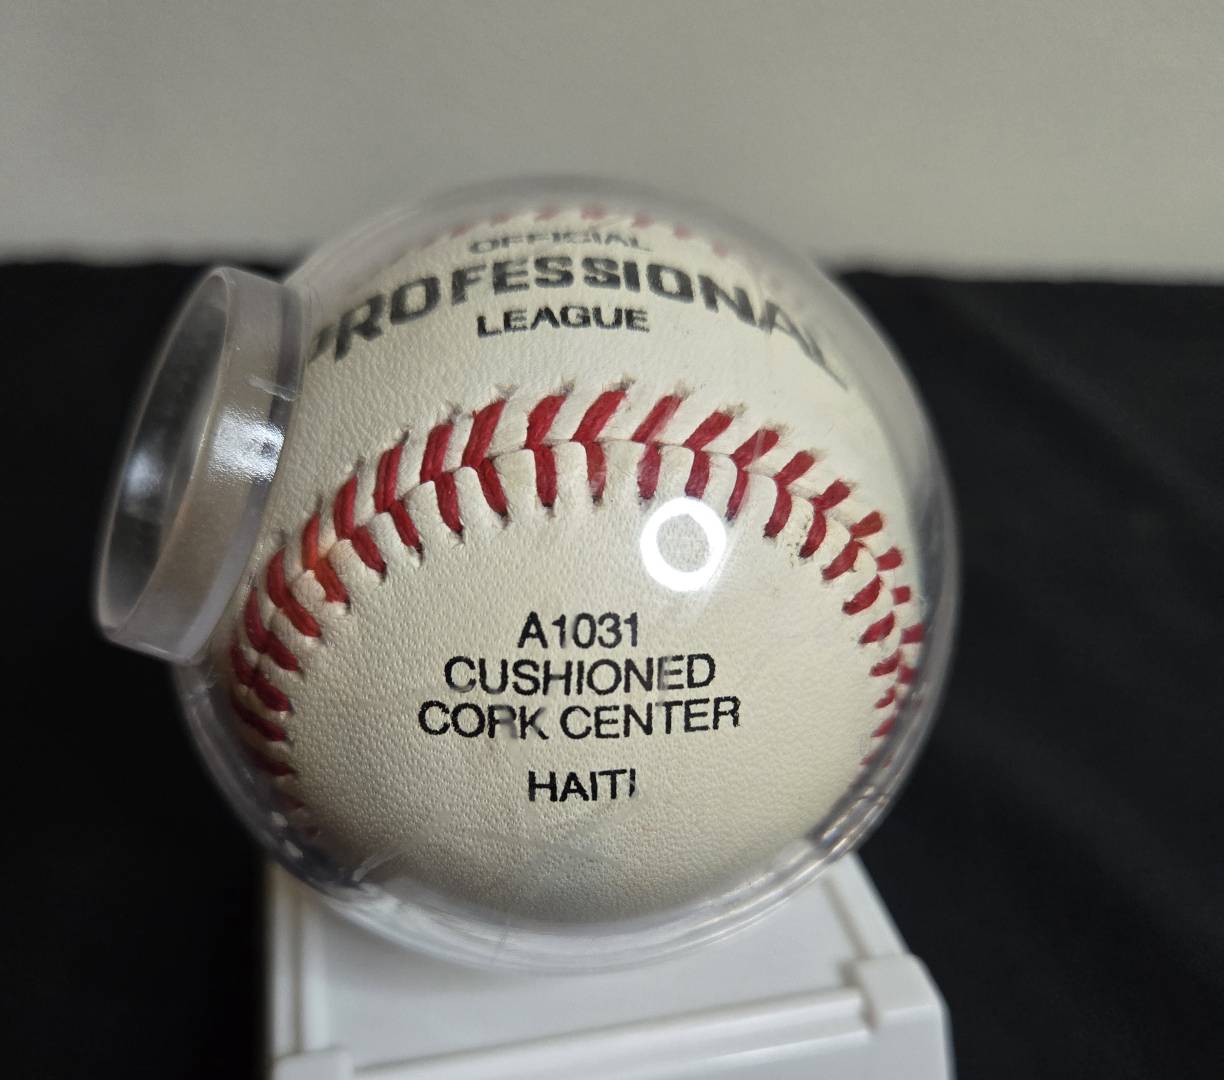 OFFICIAL
PROFESSIONAL
LEAGUE
A1031
CUSHIONED
CORK CENTER
HAITI